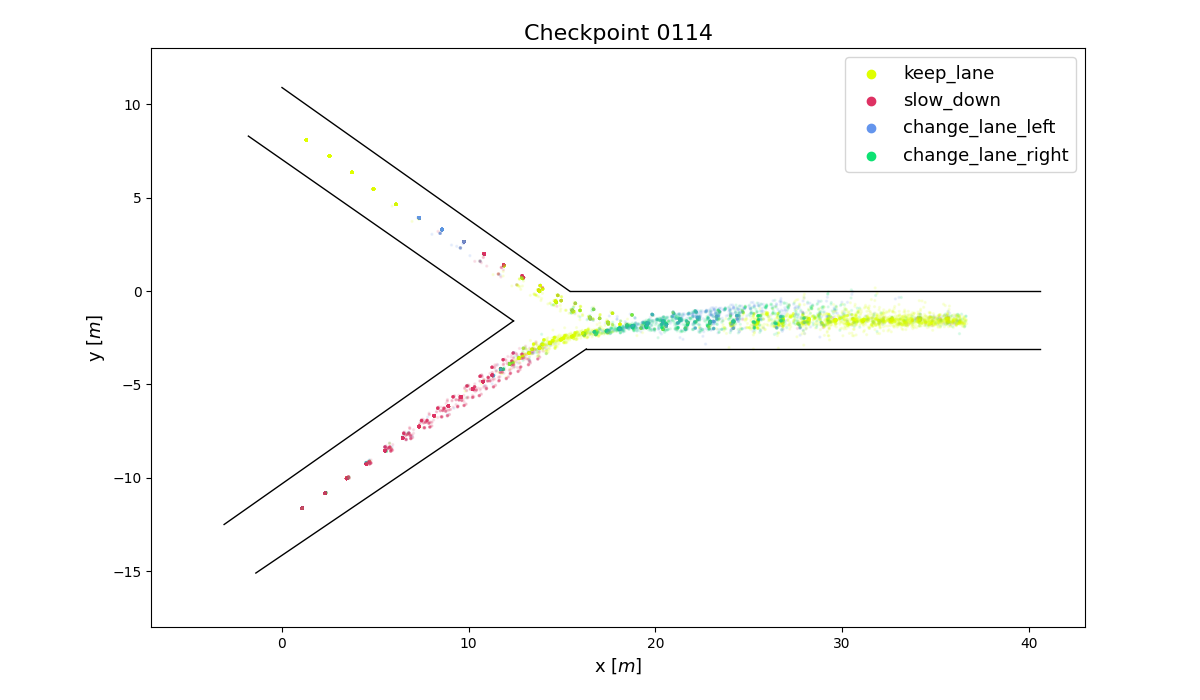 Checkpoint 0114
keep_lane
slow_down
change_lane_left
change_lane_right
10
5
0
−5
−10
−15
y [m]
0
10
20
30
40
x [m]